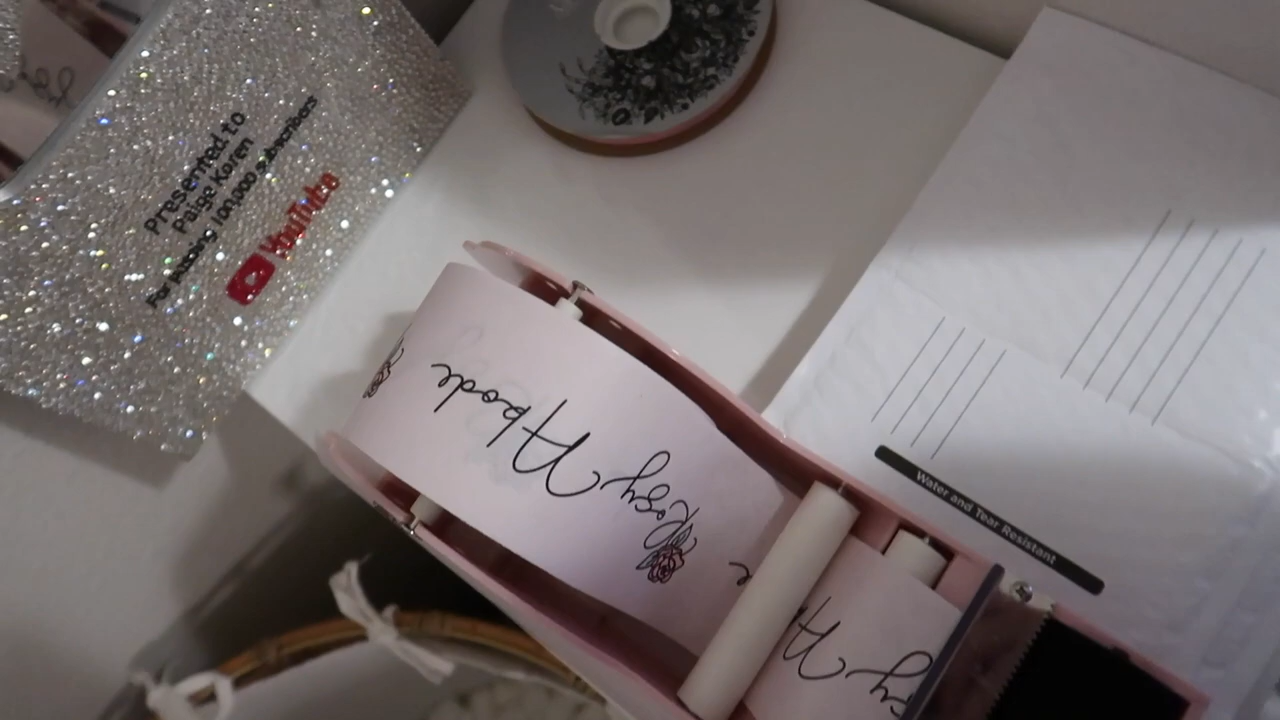 Presented to
Paige Koren
For passing 100,000 subscribers
YouTube
Rosy Abode
Water and Tear Resistant